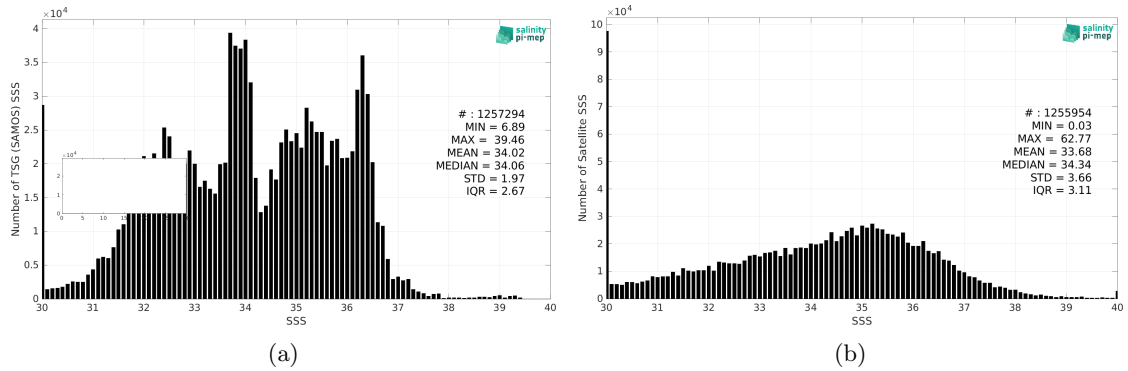 ×10⁴
4
3.5
3
2.5
2
1.5
1
0.5
0
Number of TSG (SAMOS) SSS
salinity
pi-mep
# : 1257294
MIN = 6.89
MAX = 39.46
MEAN = 34.02
MEDIAN = 34.06
STD = 1.97
IQR = 2.67
×10⁴
3
2
1
0
0 5 10 15 20 25 30
30 31 32 33 34 35 36 37 38 39 40
SSS
(a)
×10⁴
10
9
8
7
6
5
4
3
2
1
0
Number of Satellite SSS
salinity
pi-mep
# : 1255954
MIN = 0.03
MAX = 62.77
MEAN = 33.68
MEDIAN = 34.34
STD = 3.66
IQR = 3.11
30 31 32 33 34 35 36 37 38 39 40
SSS
(b)